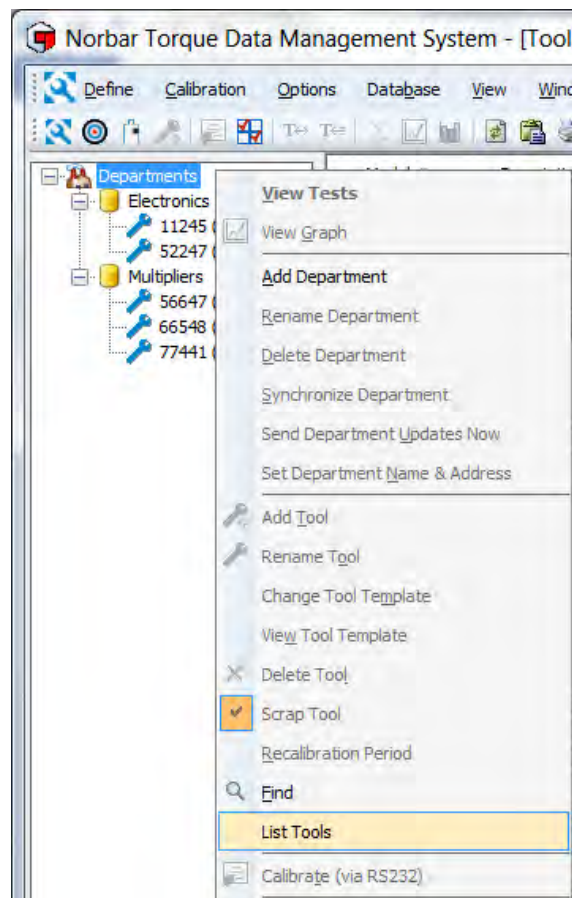 Norbar Torque Data Management System - [Tool
Define Calibration Options Database View Wind
Departments
Electronics
11245 (
52247 (
Multipliers
56647 (
66548 (
77441 (
View Tests
View Graph
Add Department
Rename Department
Delete Department
Synchronize Department
Send Department Updates Now
Set Department Name & Address
Add Tool
Rename Tool
Change Tool Template
View Tool Template
Delete Tool
Scrap Tool
Recalibration Period
Find
List Tools
Calibrate (via RS232)